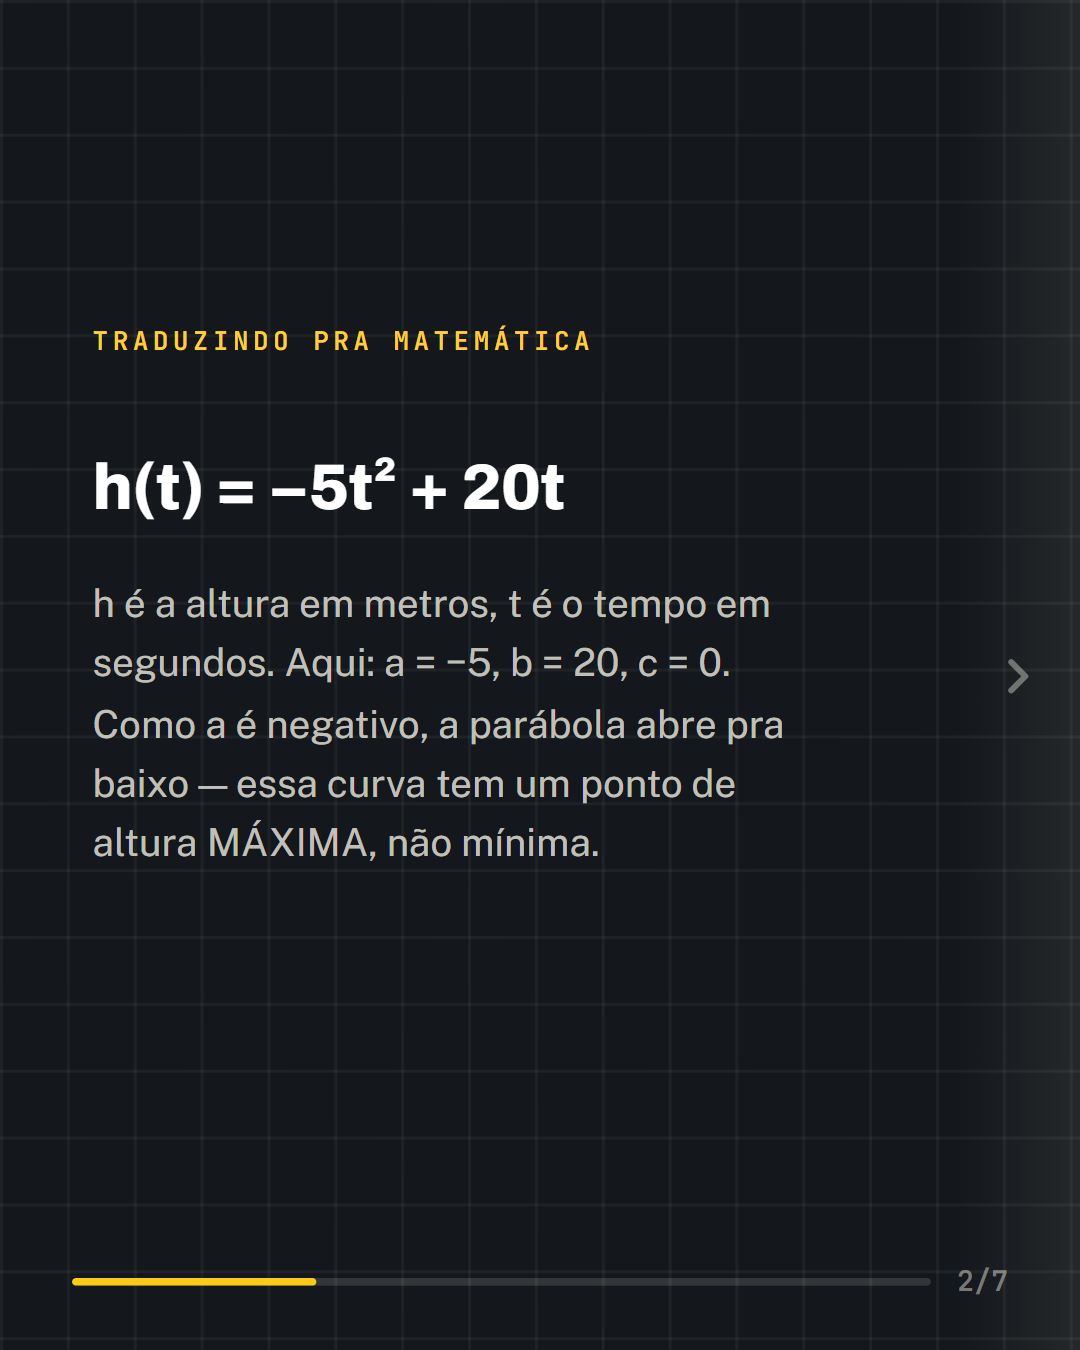 TRADUZINDO PRA MATEMÁTICA
h(t) = −5t² + 20t
h é a altura em metros, t é o tempo em
segundos. Aqui: a = −5, b = 20, c = 0.
Como a é negativo, a parábola abre pra
baixo — essa curva tem um ponto de
altura MÁXIMA, não mínima.
2/7